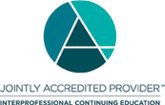 JOINTLY ACCREDITED PROVIDER™
INTERPROFESSIONAL CONTINUING EDUCATION